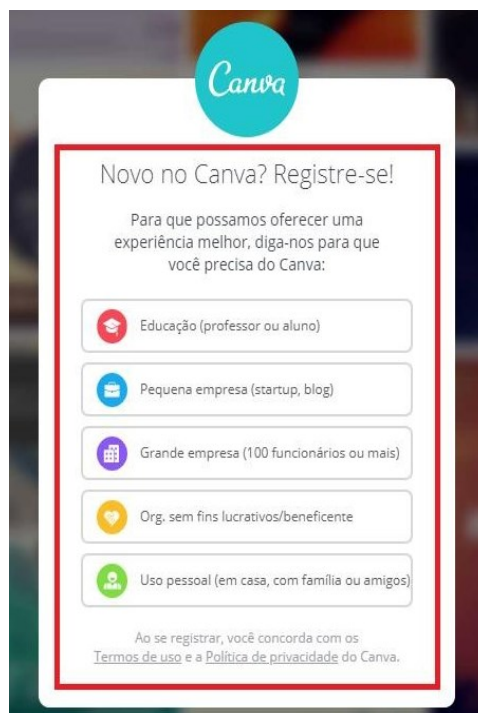 Canva
Novo no Canva? Registre-se!
Para que possamos oferecer uma
experiência melhor, diga-nos para que
você precisa do Canva:
Educação (professor ou aluno)
Pequena empresa (startup, blog)
Grande empresa (100 funcionários ou mais)
Org. sem fins lucrativos/beneficente
Uso pessoal (em casa, com família ou amigos)
Ao se registrar, você concorda com os
Termos de uso e a Política de privacidade do Canva.